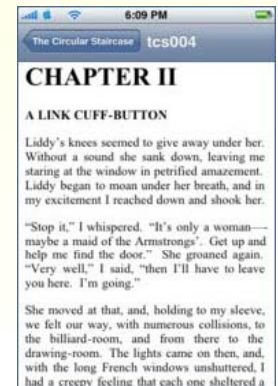 6:09 PM
The Circular Staircase
tcs004
CHAPTER II
A LINK CUFF-BUTTON
Liddy's knees seemed to give away under her.
Without a sound she sank down, leaving me
staring at the window in petrified amazement.
Liddy began to moan under her breath, and in
my excitement I reached down and shook her.
"Stop it," I whispered. "It's only a woman—
maybe a maid of the Armstrongs'. Get up and
help me find the door." She groaned again.
"Very well," I said, "then I'll have to leave
you here. I'm going."
She moved at that, and, holding to my sleeve,
we felt our way, with numerous collisions, to
the billiard-room, and from there to the
drawing-room. The lights came on then, and,
with the long French windows unshuttered, I
had a creepy feeling that each one sheltered a